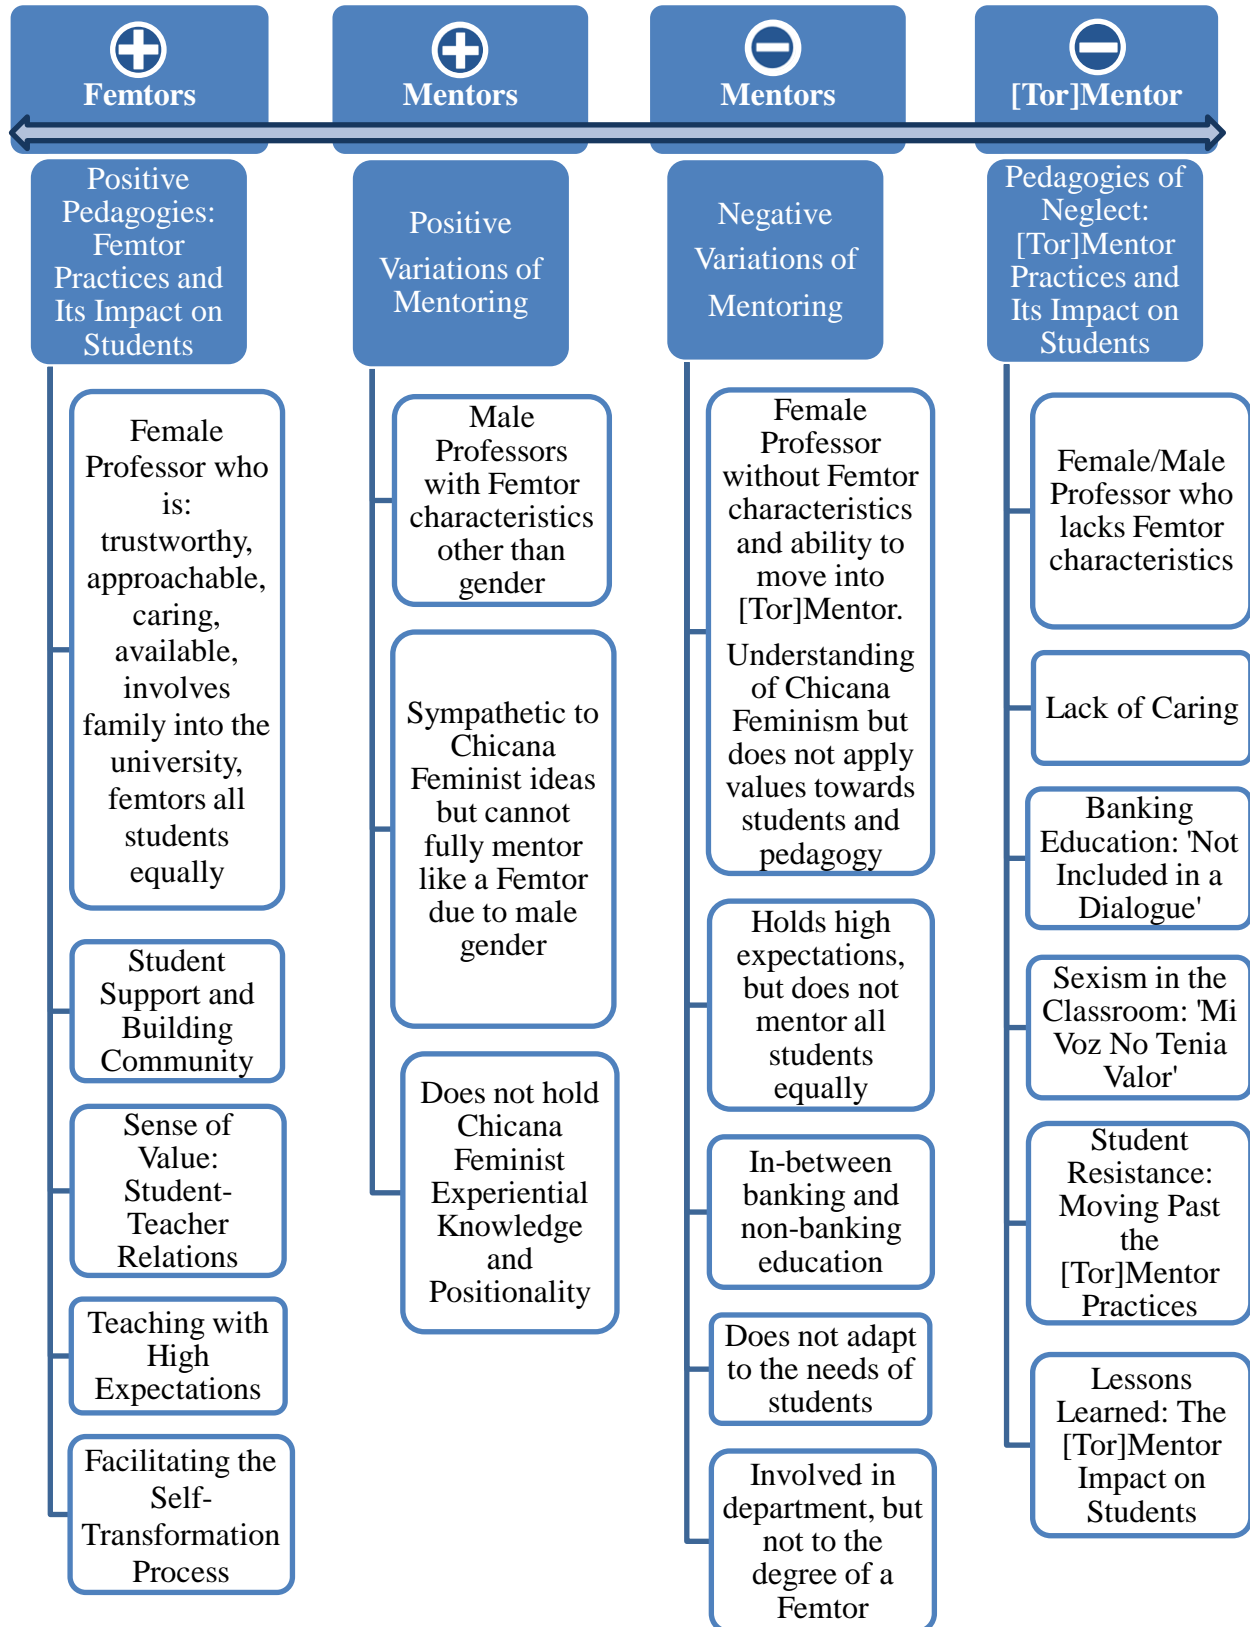 Femtors
Positive
Pedagogies:
Femtor
Practices and
Its Impact on
Students
Female
Professor who
is:
trustworthy,
approachable,
caring,
available,
involves
family into the
university,
femtors all
students
equally
Student
Support and
Building
Community
Sense of
Value:
Student-
Teacher
Relations
Teaching with
High
Expectations
Facilitating the
Self-
Transformation
Process
Mentors
Positive
Variations of
Mentoring
Male
Professors
with Femtor
characteristics
other than
gender
Sympathetic to
Chicana
Feminist ideas
but cannot
fully mentor
like a Femtor
due to male
gender
Does not hold
Chicana
Feminist
Experiential
Knowledge
and
Positionality
Mentors
Negative
Variations of
Mentoring
Female
Professor
without Femtor
characteristics
and ability to
move into
[Tor]Mentor.
Understanding
of Chicana
Feminism but
does not apply
values towards
students and
pedagogy
Holds high
expectations,
but does not
mentor all
students
equally
In-between
banking and
non-banking
education
Does not adapt
to the needs of
students
Involved in
department, but
not to the
degree of a
Femtor
[Tor]Mentor
Pedagogies of
Neglect:
[Tor]Mentor
Practices and
Its Impact on
Students
Female/Male
Professor who
lacks Femtor
characteristics
Lack of Caring
Banking
Education: 'Not
Included in a
Dialogue'
Sexism in the
Classroom: 'Mi
Voz No Tenia
Valor'
Student
Resistance:
Moving Past
the
[Tor]Mentor
Practices
Lessons
Learned: The
[Tor]Mentor
Impact on
Students